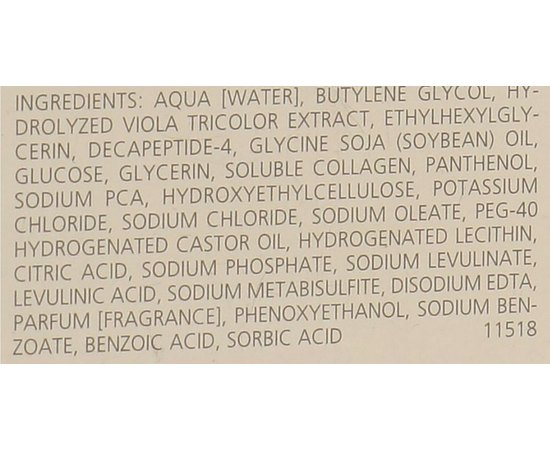 INGREDIENTS: AQUA [WATER], BUTYLENE GLYCOL, HY-
DROLYZED VIOLA TRICOLOR EXTRACT, ETHYLHEXYLGLY-
CERIN, DECAPEPTIDE-4, GLYCINE SOJA (SOYBEAN) OIL,
GLUCOSE, GLYCERIN, SOLUBLE COLLAGEN, PANTHENOL,
SODIUM PCA, HYDROXYETHYLCELLULOSE, POTASSIUM
CHLORIDE, SODIUM CHLORIDE, SODIUM OLEATE, PEG-40
HYDROGENATED CASTOR OIL, HYDROGENATED LECITHIN,
CITRIC ACID, SODIUM PHOSPHATE, SODIUM LEVULINATE,
LEVULINIC ACID, SODIUM METABISULFITE, DISODIUM EDTA,
PARFUM [FRAGRANCE], PHENOXYETHANOL, SODIUM BEN-
ZOATE, BENZOIC ACID, SORBIC ACID 11518